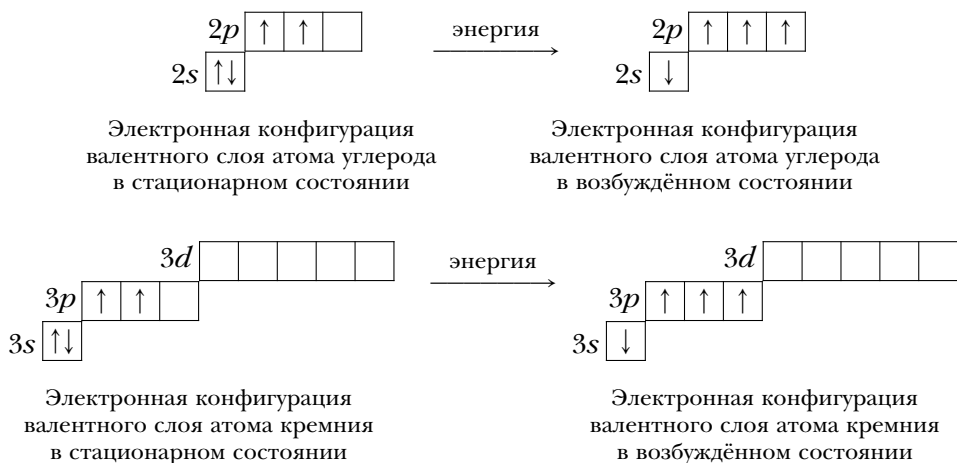 2p ↑ ↑ энергия 2p ↑ ↑ ↑
2s ↑↓ 2s ↓
Электронная конфигурация
валентного слоя атома углерода
в стационарном состоянии
Электронная конфигурация
валентного слоя атома углерода
в возбуждённом состоянии
3d энергия 3d
3p ↑ ↑ 3p ↑ ↑ ↑
3s ↑↓ 3s ↓
Электронная конфигурация
валентного слоя атома кремния
в стационарном состоянии
Электронная конфигурация
валентного слоя атома кремния
в возбуждённом состоянии